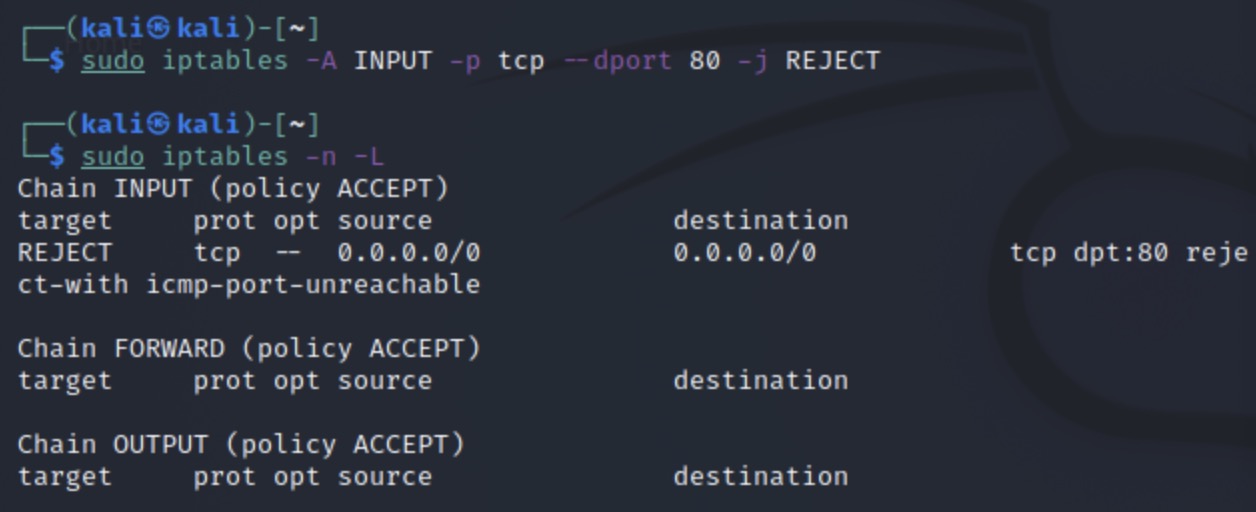 ┌──(kali㉿kali)-[~]
└─$ sudo iptables -A INPUT -p tcp --dport 80 -j REJECT
┌──(kali㉿kali)-[~]
└─$ sudo iptables -n -L
Chain INPUT (policy ACCEPT)
target     prot opt source               destination
REJECT     tcp  --  0.0.0.0/0            0.0.0.0/0            tcp dpt:80 reje
ct-with icmp-port-unreachable
Chain FORWARD (policy ACCEPT)
target     prot opt source               destination
Chain OUTPUT (policy ACCEPT)
target     prot opt source               destination